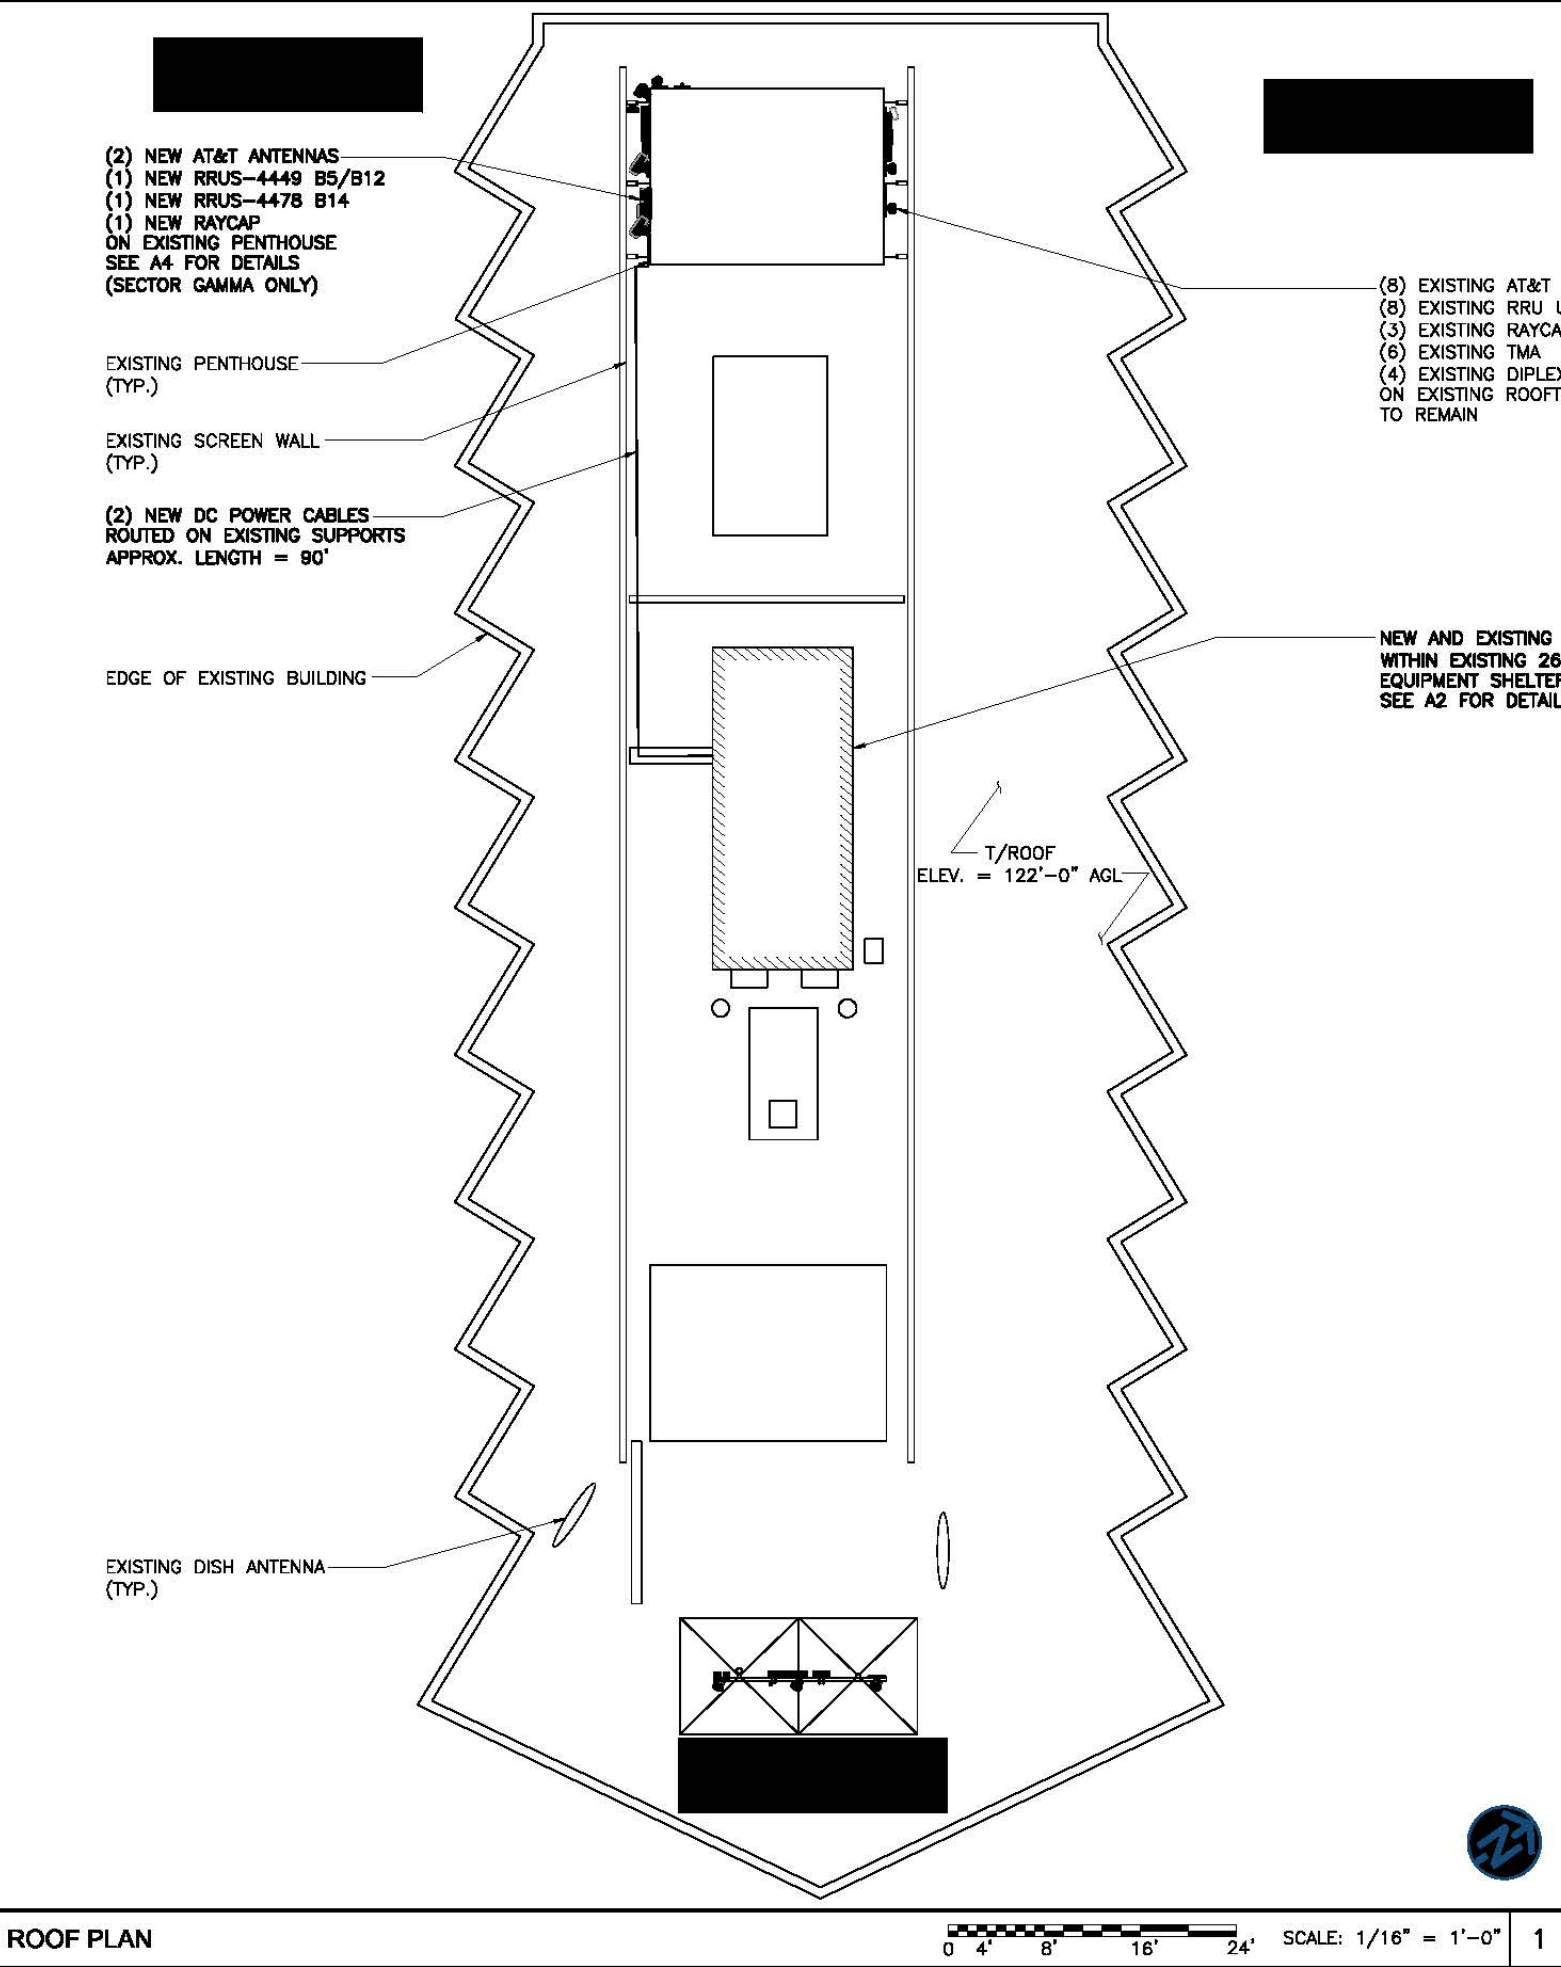 (2) NEW AT&T ANTENNAS
(1) NEW RRUS-4449 B5/B12
(1) NEW RRUS-4478 B14
(1) NEW RAYCAP
ON EXISTING PENTHOUSE
SEE A4 FOR DETAILS
(SECTOR GAMMA ONLY)
EXISTING PENTHOUSE
(TYP.)
EXISTING SCREEN WALL
(TYP.)
(2) NEW DC POWER CABLES
ROUTED ON EXISTING SUPPORTS
APPROX. LENGTH = 90'
EDGE OF EXISTING BUILDING
EXISTING DISH ANTENNA
(TYP.)
(8) EXISTING AT&T
(8) EXISTING RRU
(3) EXISTING
(6) EXISTING TMA
(4) EXISTING
ON EXISTING
TO REMAIN
NEW AND EXISTING
WITHIN EXISTING 26
EQUIPMENT
SEE A2 FOR
T/ROOF
ELEV. = 122'-0" AGL
N
ROOF PLAN
0 4' 8' 16' 24'
SCALE: 1/16" = 1'-0"
1